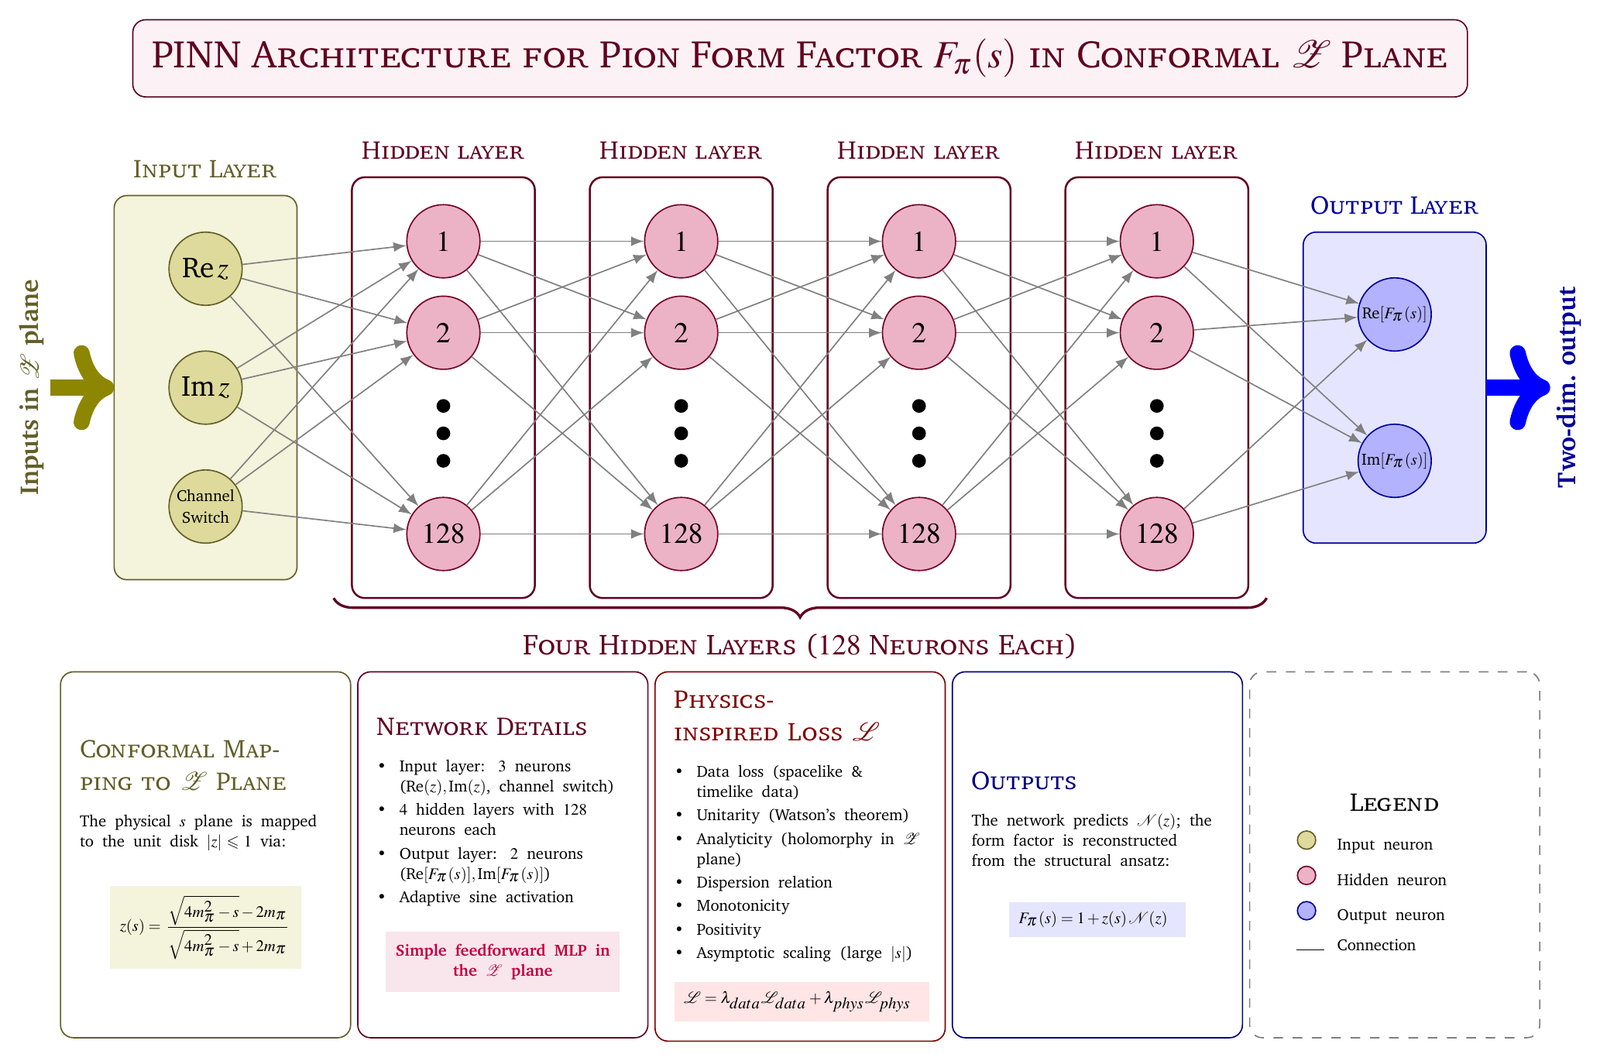 PINN Architecture for Pion Form Factor Fπ(s) in Conformal 𝒵 Plane
Input Layer
Hidden layer
Hidden layer
Hidden layer
Hidden layer
Output Layer
Inputs in 𝒵 plane
Re z
Im z
Channel
Switch
1
2
128
1
2
128
1
2
128
1
2
128
Re[Fπ(s)]
Im[Fπ(s)]
Two-dim. output
Four Hidden Layers (128 Neurons Each)
Conformal Map-
ping to 𝒵 Plane
The physical s plane is mapped
to the unit disk |z| ⩽ 1 via:
z(s) = (√(4m²π − s) − 2mπ) / (√(4m²π − s) + 2mπ)
Network Details
• Input layer: 3 neurons
(Re(z), Im(z), channel switch)
• 4 hidden layers with 128
neurons each
• Output layer: 2 neurons
(Re[Fπ(s)], Im[Fπ(s)])
• Adaptive sine activation
Simple feedforward MLP in
the 𝒵 plane
Physics-
inspired Loss ℒ
• Data loss (spacelike &
timelike data)
• Unitarity (Watson's theorem)
• Analyticity (holomorphy in 𝒵
plane)
• Dispersion relation
• Monotonicity
• Positivity
• Asymptotic scaling (large |s|)
ℒ = λdata ℒdata + λphys ℒphys
Outputs
The network predicts 𝒩(z); the
form factor is reconstructed
from the structural ansatz:
Fπ(s) = 1 + z(s) 𝒩(z)
Legend
Input neuron
Hidden neuron
Output neuron
Connection